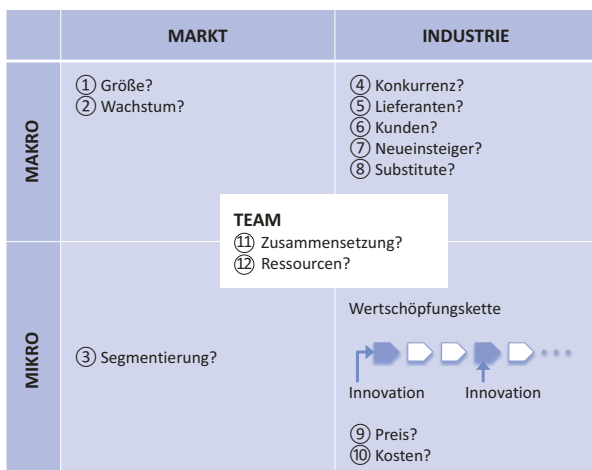 MARKT
INDUSTRIE
MAKRO
① Größe?
② Wachstum?
④ Konkurrenz?
⑤ Lieferanten?
⑥ Kunden?
⑦ Neueinsteiger?
⑧ Substitute?
TEAM
⑪ Zusammensetzung?
⑫ Ressourcen?
MIKRO
③ Segmentierung?
Wertschöpfungskette
Innovation
Innovation
⑨ Preis?
⑩ Kosten?